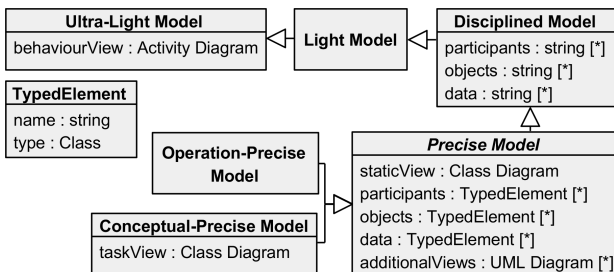 Ultra-Light Model
behaviourView : Activity Diagram
Light Model
Disciplined Model
participants : string [*]
objects : string [*]
data : string [*]
TypedElement
name : string
type : Class
Operation-Precise
Model
Conceptual-Precise Model
taskView : Class Diagram
Precise Model
staticView : Class Diagram
participants : TypedElement [*]
objects : TypedElement [*]
data : TypedElement [*]
additionalViews : UML Diagram [*]